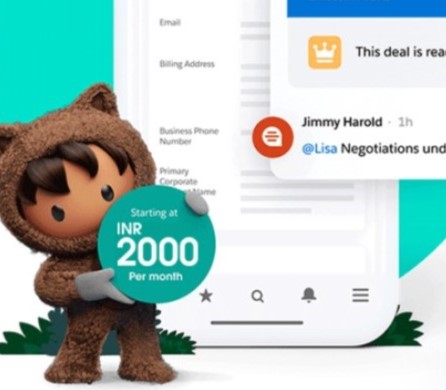 Email
Billing Address
This deal is rea
Jimmy Harold · 1h
@Lisa Negotiations und
Business Phone
Number
Primary
Corporate
Name
Starting at
INR
2000
Per month